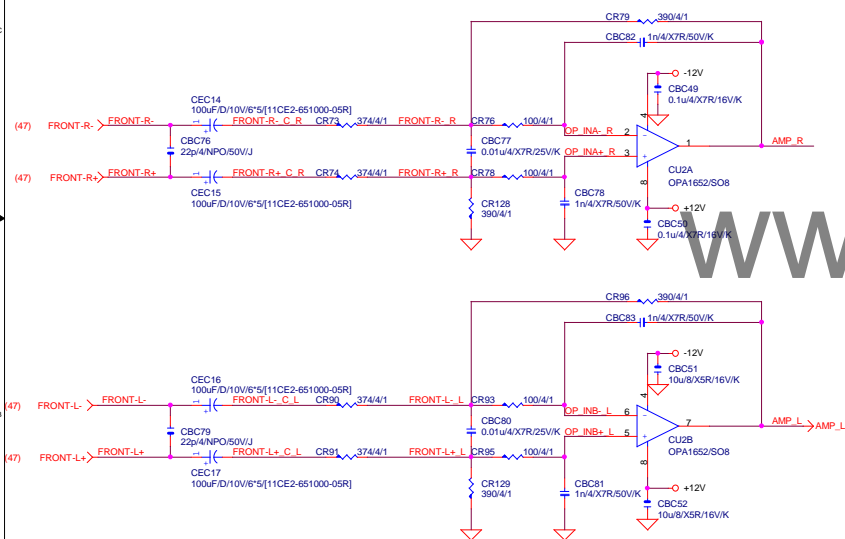 CR79 390/4/1
CBC82 1n/4/X7R/50V/K
-12V
CBC49
0.1u/4/X7R/16V/K
CEC14
100uF/D/10V/6*5/[11CE2-651000-05R]
(47) FRONT-R- FRONT-R- 1 + FRONT-R-_C_R CR73 374/4/1 FRONT-R-_R CR76 100/4/1
CBC76
22p/4/NPO/50V/J
CBC77
0.01u/4/X7R/25V/K
OP_INA-_R 2 - 4 1 AMP_R
OP_INA+_R 3 + 8
CU2A
OPA1652/SO8
(47) FRONT-R+ FRONT-R+ 1 + FRONT-R+_C_R CR74 374/4/1 FRONT-R+_R CR78 100/4/1
CEC15
100uF/D/10V/6*5/[11CE2-651000-05R]
CR128
390/4/1
CBC78
1n/4/X7R/50V/K
+12V
CBC50
0.1u/4/X7R/16V/K
WW
CR96 390/4/1
CBC83 1n/4/X7R/50V/K
-12V
CBC51
10u/8/X5R/16V/K
CEC16
100uF/D/10V/6*5/[11CE2-651000-05R]
(47) FRONT-L- FRONT-L- 1 + FRONT-L-_C_L CR90 374/4/1 FRONT-L-_L CR93 100/4/1
CBC79
22p/4/NPO/50V/J
CBC80
0.01u/4/X7R/25V/K
OP_INB-_L 6 - 4 7 AMP_L AMP_L
OP_INB+_L 5 + 8
CU2B
OPA1652/SO8
(47) FRONT-L+ FRONT-L+ 1 + FRONT-L+_C_L CR91 374/4/1 FRONT-L+_L CR95 100/4/1
CEC17
100uF/D/10V/6*5/[11CE2-651000-05R]
CR129
390/4/1
CBC81
1n/4/X7R/50V/K
+12V
CBC52
10u/8/X5R/16V/K